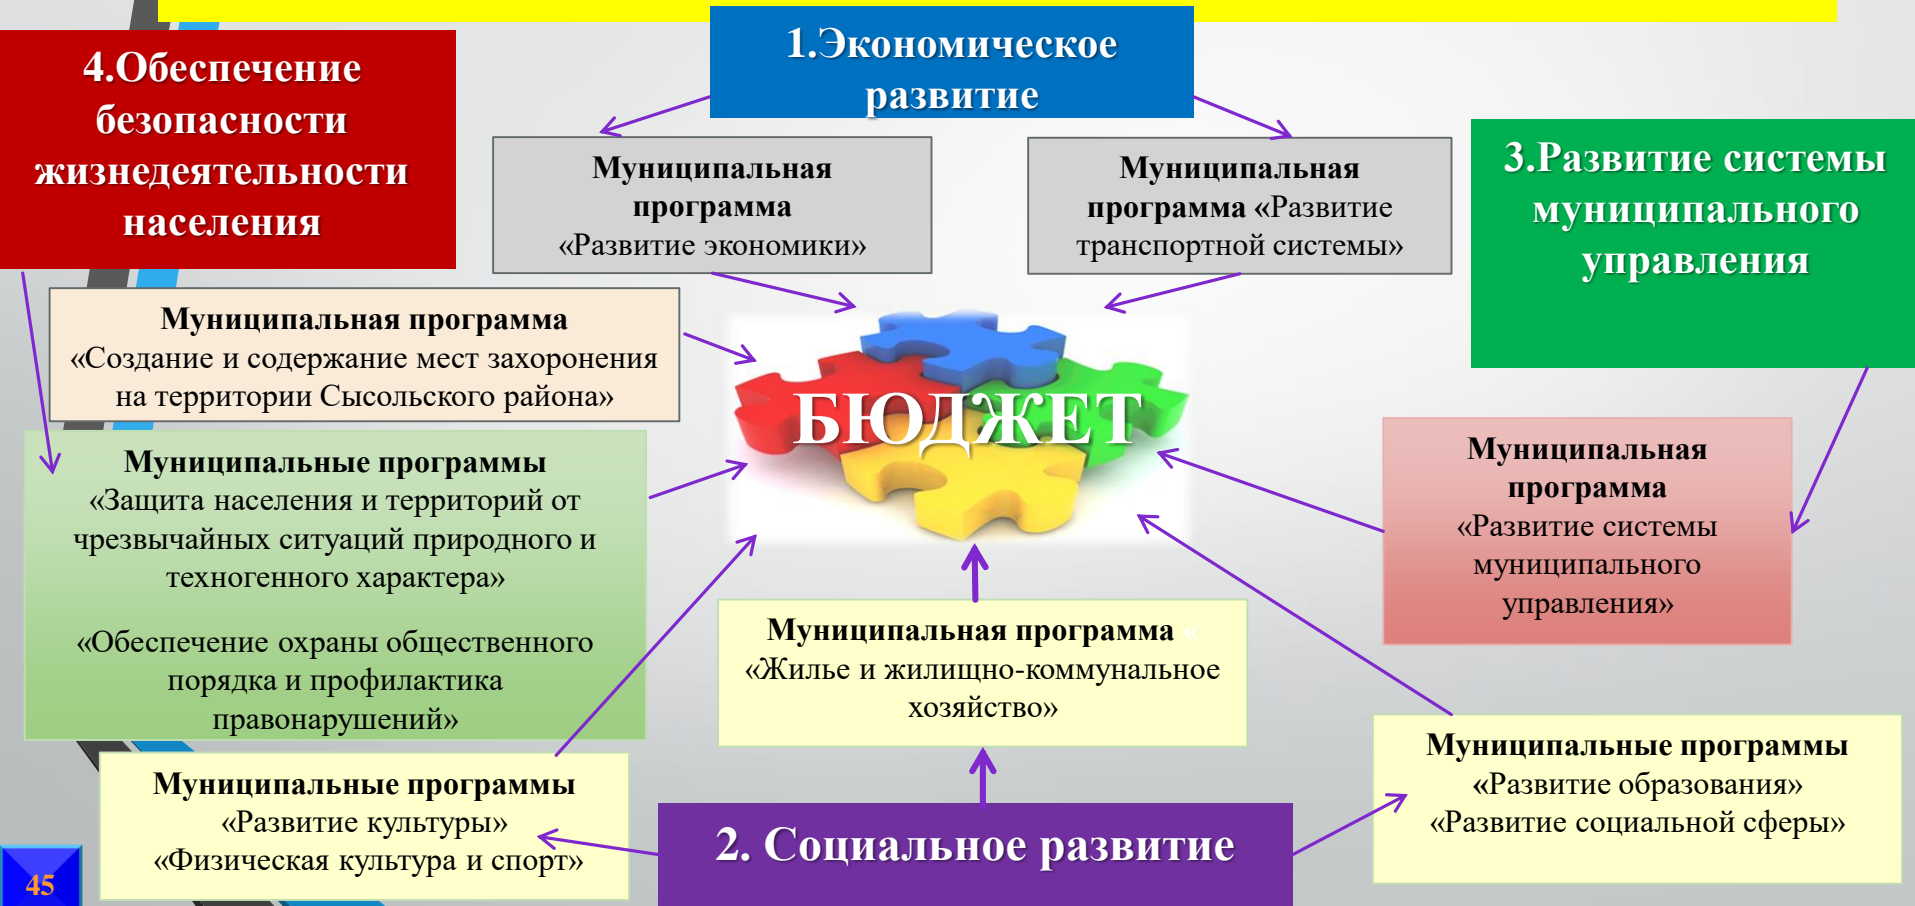 1.Экономическое
развитие
4.Обеспечение
безопасности
жизнедеятельности
населения
Муниципальная
программа
«Развитие экономики»
Муниципальная
программа «Развитие
транспортной системы»
3.Развитие системы
муниципального
управления
Муниципальная программа
«Создание и содержание мест захоронения
на территории Сысольского района»
БЮДЖЕТ
Муниципальные программы
«Защита населения и территорий от
чрезвычайных ситуаций природного и
техногенного характера»
«Обеспечение охраны общественного
порядка и профилактика
правонарушений»
Муниципальная
программа
«Развитие системы
муниципального
управления»
Муниципальная программа «
«Жилье и жилищно-коммунальное
хозяйство»
Муниципальные программы
«Развитие культуры»
«Физическая культура и спорт»
Муниципальные программы
«Развитие образования»
«Развитие социальной сферы»
2. Социальное развитие
45